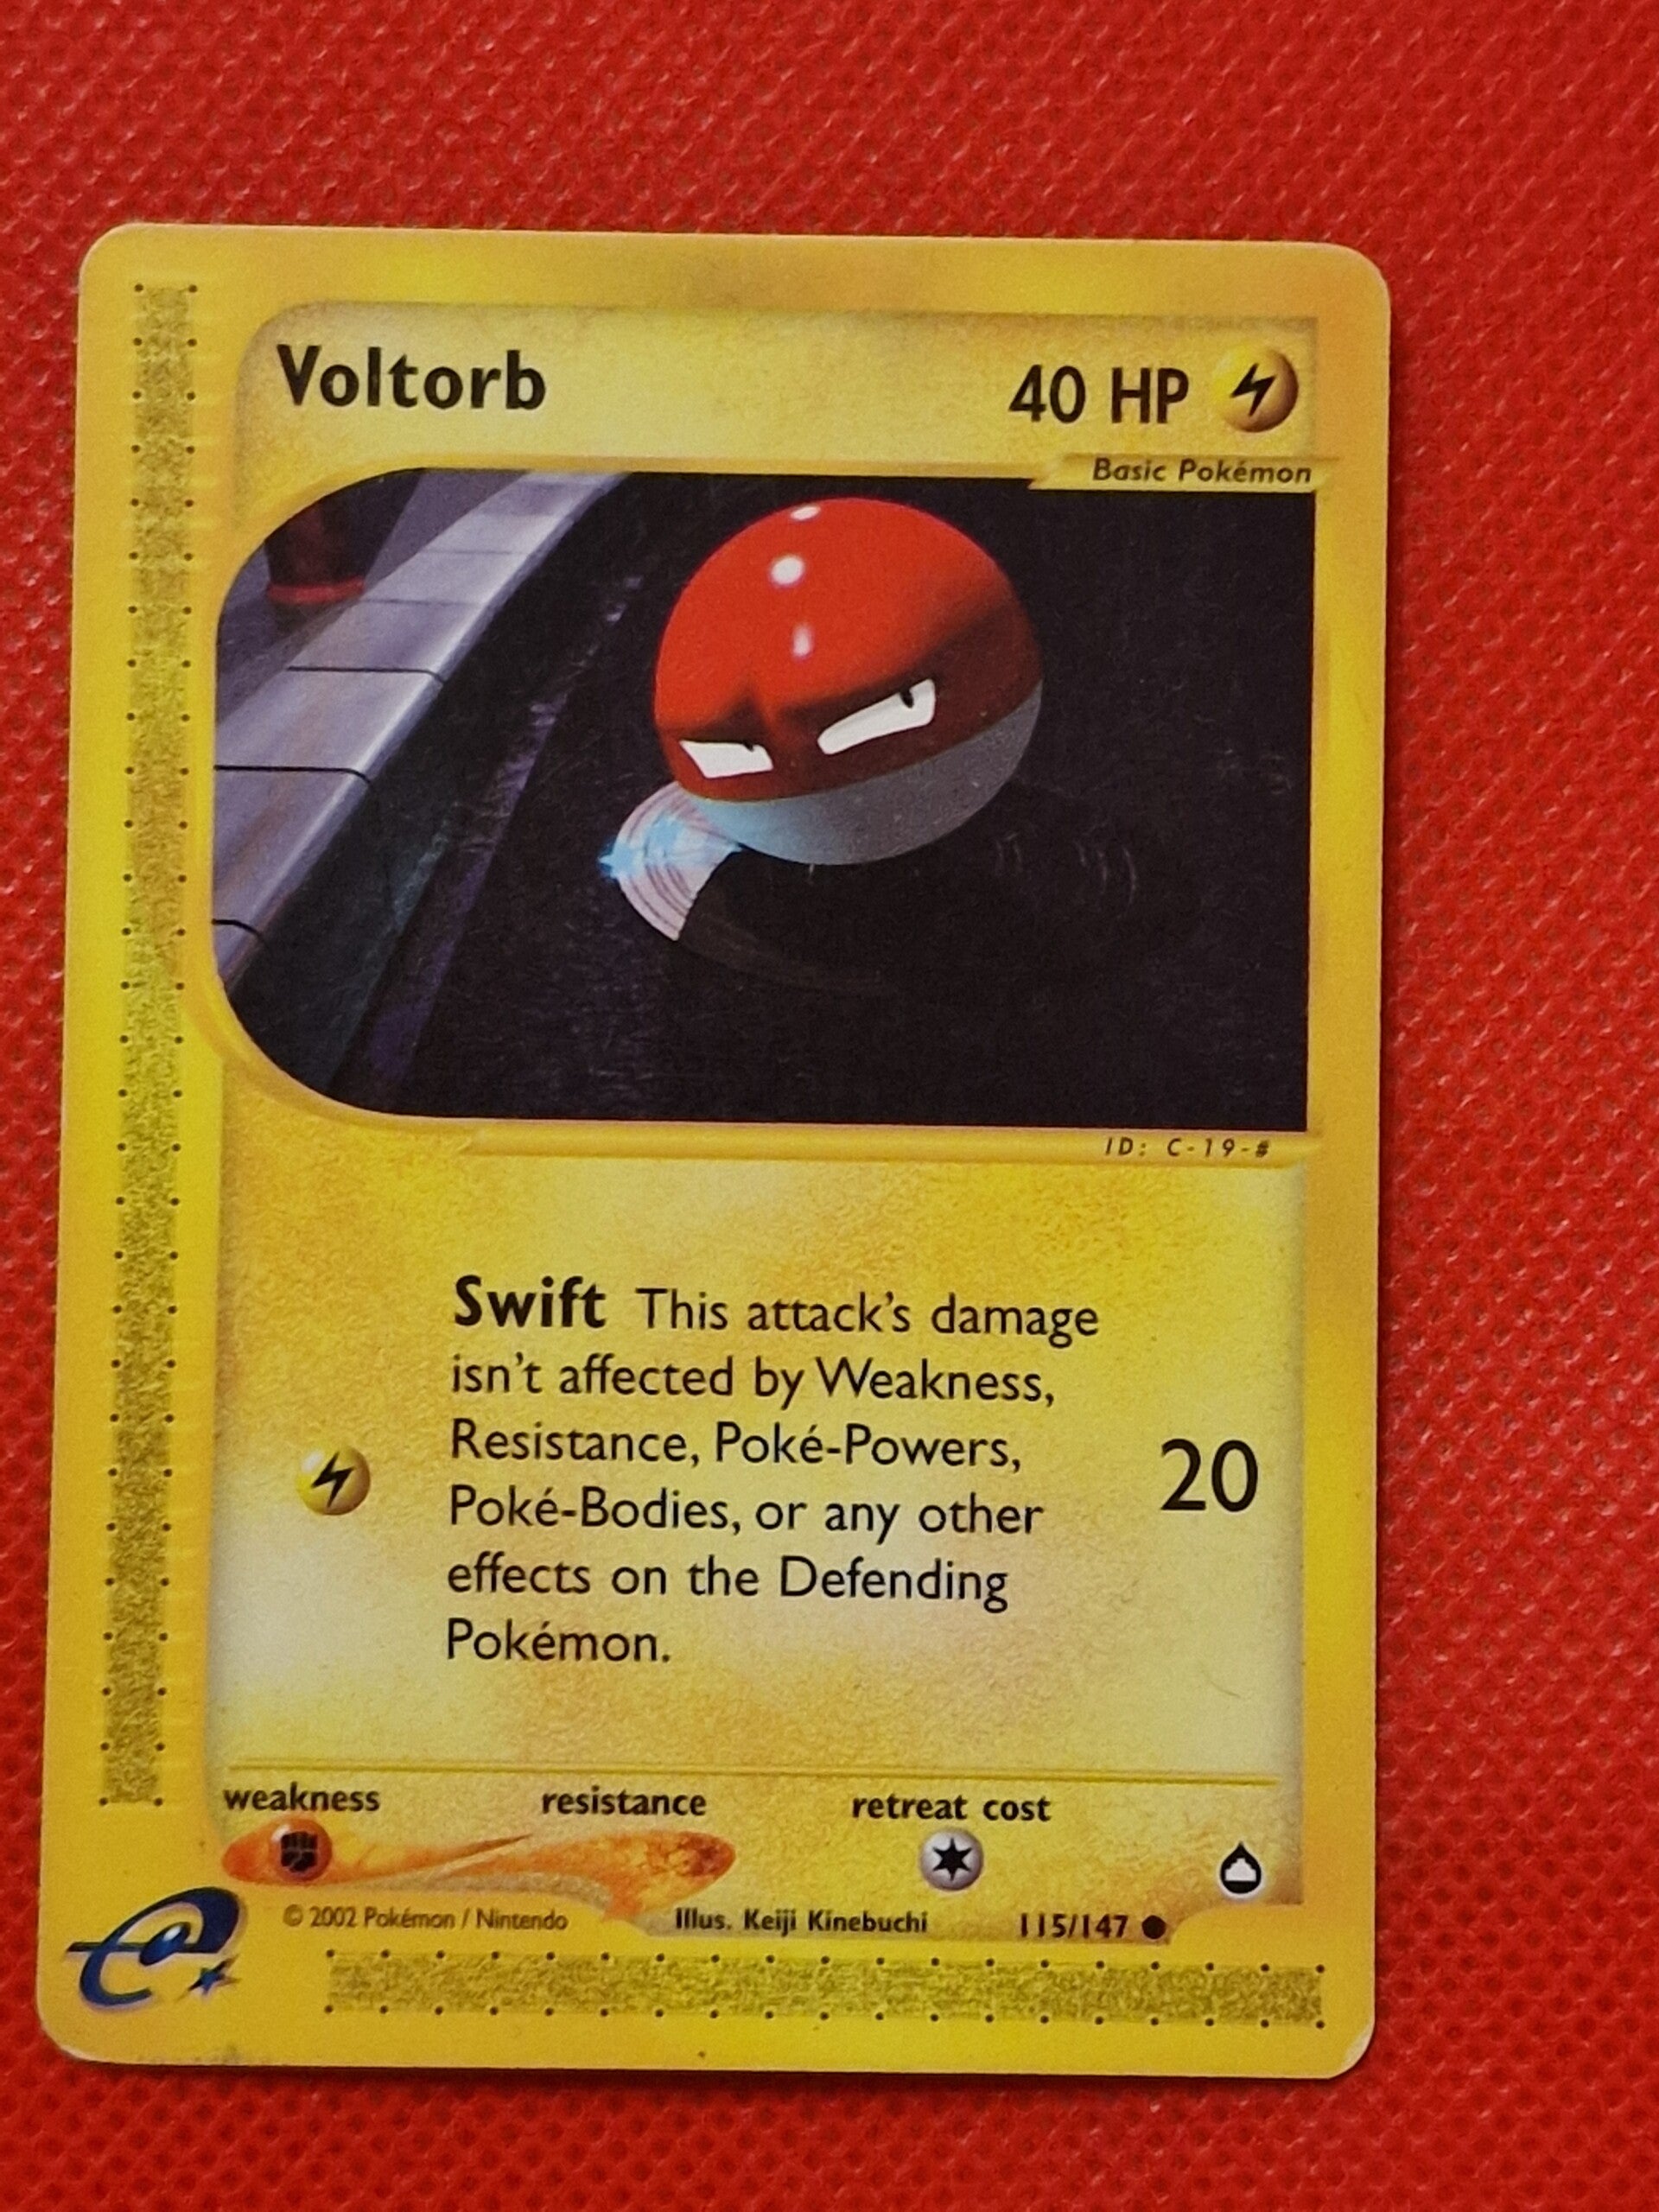 Voltorb
40 HP
Basic Pokémon
ID: C-19-#
Swift This attack's damage
isn't affected by Weakness,
Resistance, Poké-Powers,
Poké-Bodies, or any other
effects on the Defending
Pokémon.
20
weakness resistance retreat cost
© 2002 Pokémon / Nintendo Illus. Keiji Kinebuchi 115/147
e